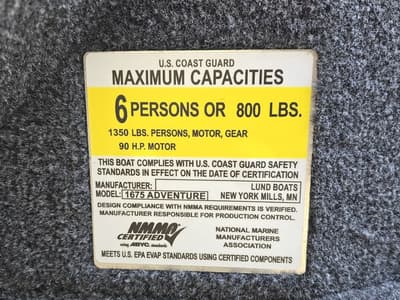 U.S. COAST GUARD
MAXIMUM CAPACITIES
6 PERSONS OR 800 LBS.
1350 LBS. PERSONS, MOTOR, GEAR
90 H.P. MOTOR
THIS BOAT COMPLIES WITH U.S. COAST GUARD SAFETY
STANDARDS IN EFFECT ON THE DATE OF CERTIFICATION
MANUFACTURER: LUND BOATS
MODEL: 1675 ADVENTURE NEW YORK MILLS, MN
DESIGN COMPLIANCE WITH NMMA REQUIREMENTS IS VERIFIED.
MANUFACTURER RESPONSIBLE FOR PRODUCTION CONTROL.
NMMA
CERTIFIED
using ABYC. standards
NATIONAL MARINE
MANUFACTURERS
ASSOCIATION
MEETS U.S. EPA EVAP STANDARDS USING CERTIFIED COMPONENTS